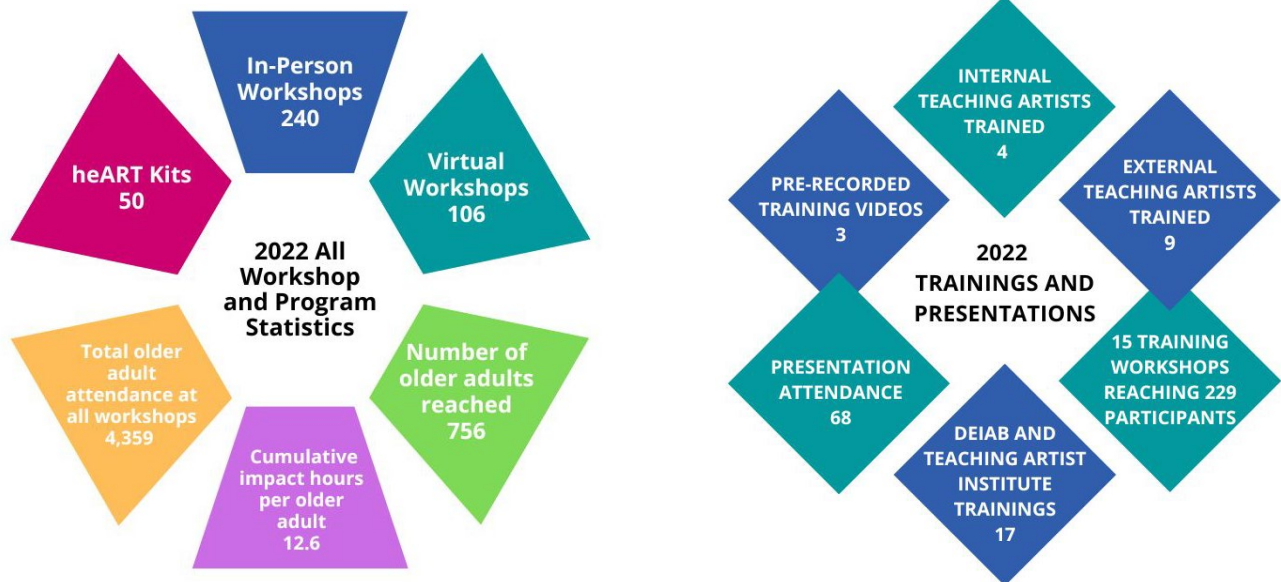 In-Person
Workshops
240
Virtual
Workshops
106
Number of
older adults
reached
756
Cumulative
impact hours
per older
adult
12.6
Total older
adult
attendance at
all workshops
4,359
heART Kits
50
2022 All
Workshop
and Program
Statistics
INTERNAL
TEACHING ARTISTS
TRAINED
4
EXTERNAL
TEACHING ARTISTS
TRAINED
9
15 TRAINING
WORKSHOPS
REACHING 229
PARTICIPANTS
DEIAB AND
TEACHING ARTIST
INSTITUTE
TRAININGS
17
PRESENTATION
ATTENDANCE
68
PRE-RECORDED
TRAINING VIDEOS
3
2022
TRAININGS AND
PRESENTATIONS